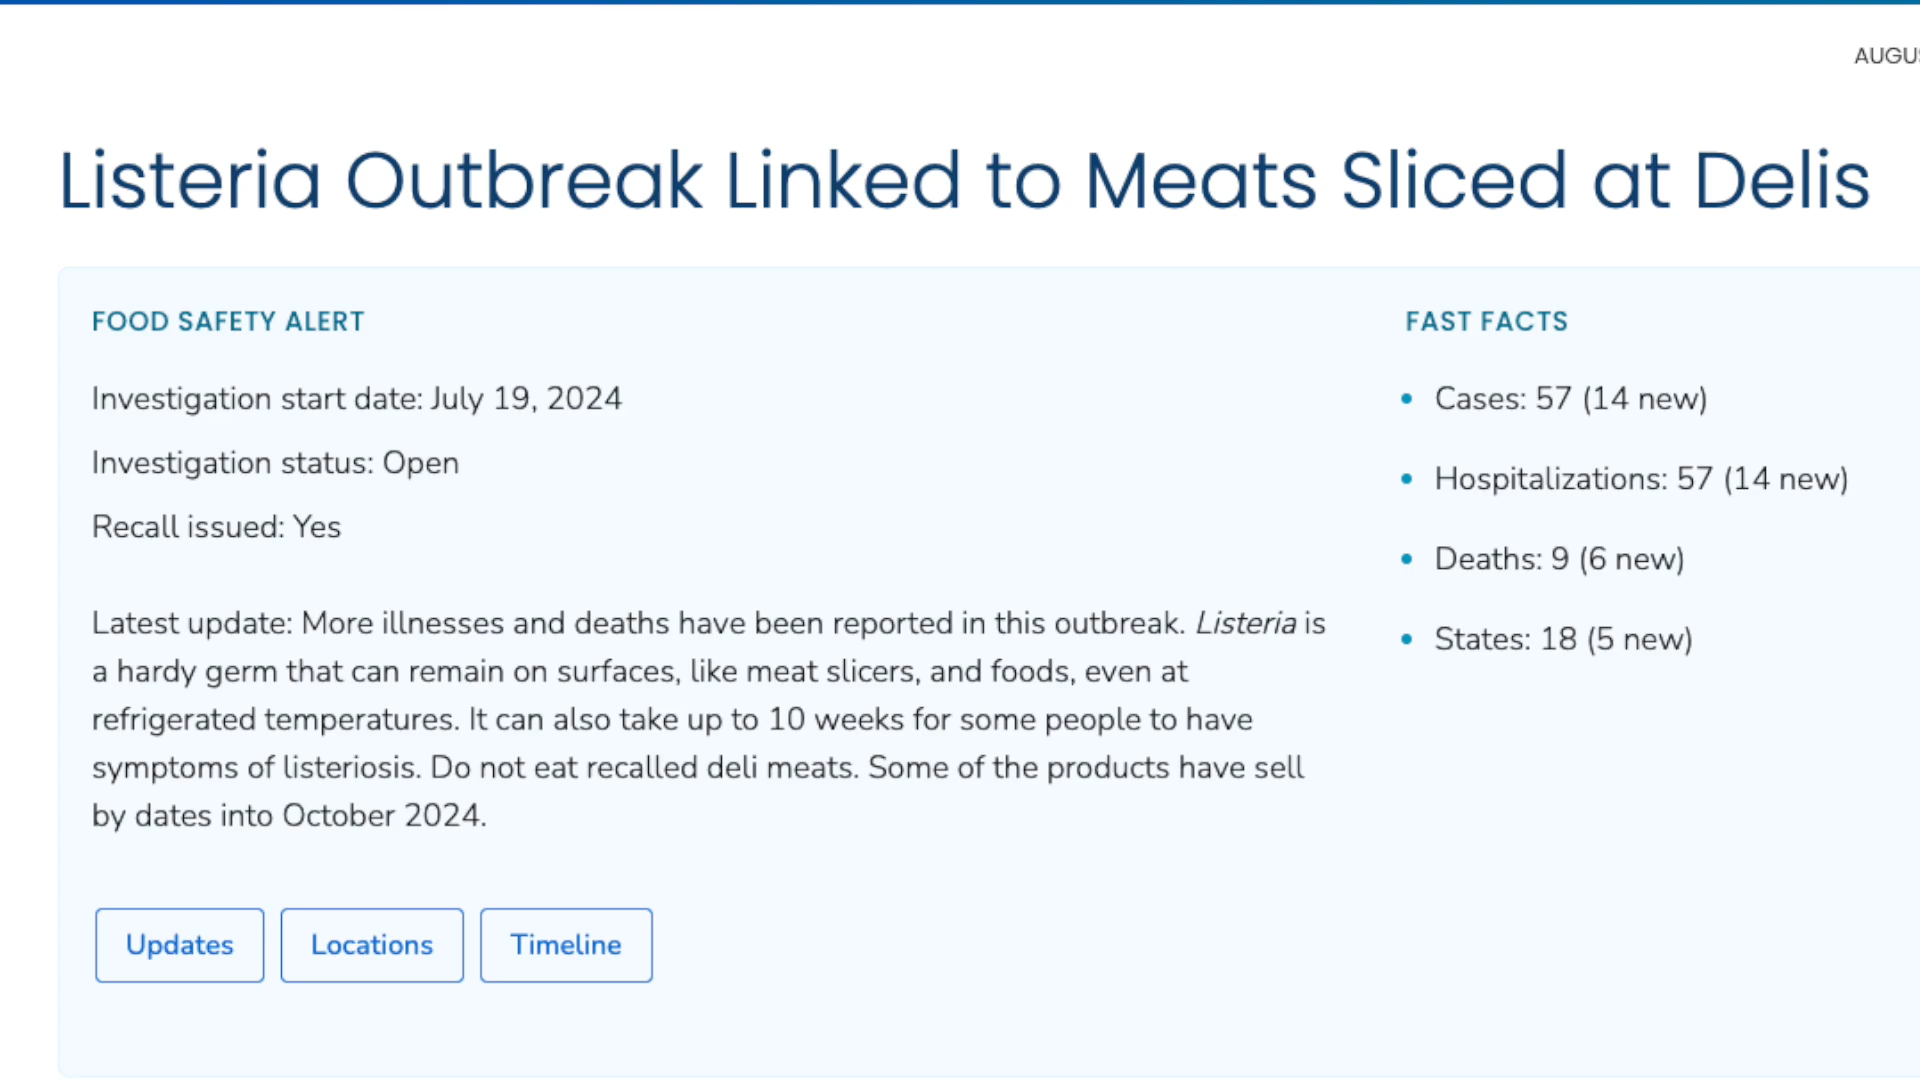 Listeria Outbreak Linked to Meats Sliced at Delis
FOOD SAFETY ALERT
Investigation start date: July 19, 2024
Investigation status: Open
Recall issued: Yes
Latest update: More illnesses and deaths have been reported in this outbreak. Listeria is
a hardy germ that can remain on surfaces, like meat slicers, and foods, even at
refrigerated temperatures. It can also take up to 10 weeks for some people to have
symptoms of listeriosis. Do not eat recalled deli meats. Some of the products have sell
by dates into October 2024.
Updates
Locations
Timeline
FAST FACTS
• Cases: 57 (14 new)
• Hospitalizations: 57 (14 new)
• Deaths: 9 (6 new)
• States: 18 (5 new)